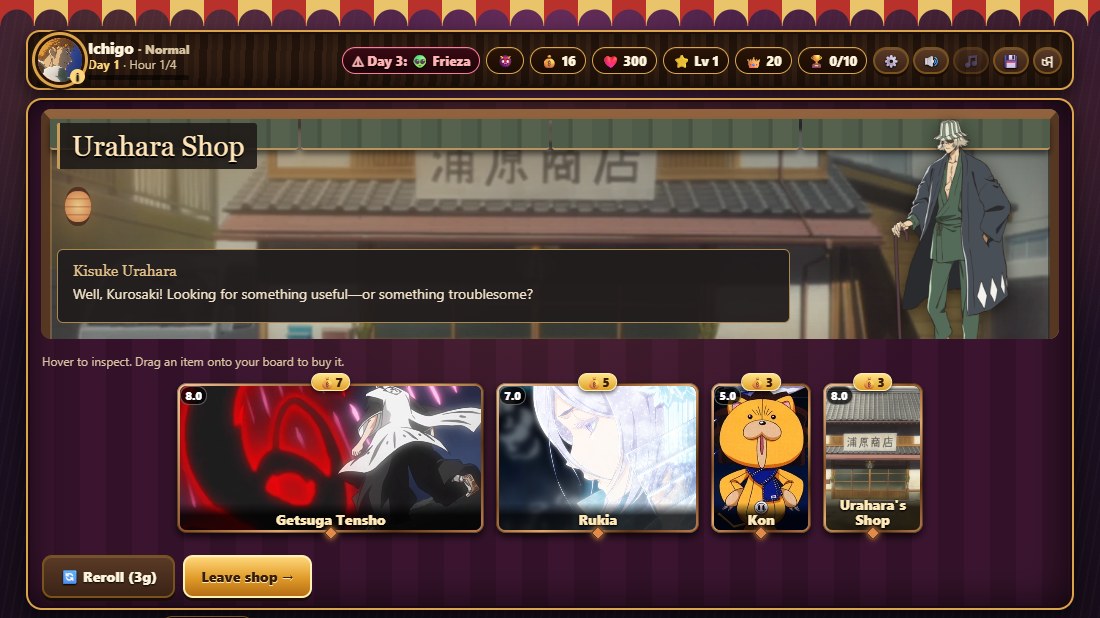 Ichigo · Normal
Day 1 · Hour 1/4
⚠ Day 3: 👽 Frieza
16
300
Lv 1
20
0/10
Urahara Shop
浦原商店
Kisuke Urahara
Well, Kurosaki! Looking for something useful—or something troublesome?
Hover to inspect. Drag an item onto your board to buy it.
7
5
3
3
8.0
7.0
5.0
8.0
浦原商店
Getsuga Tensho
Rukia
Kon
Urahara's
Shop
Reroll (3g)
Leave shop →